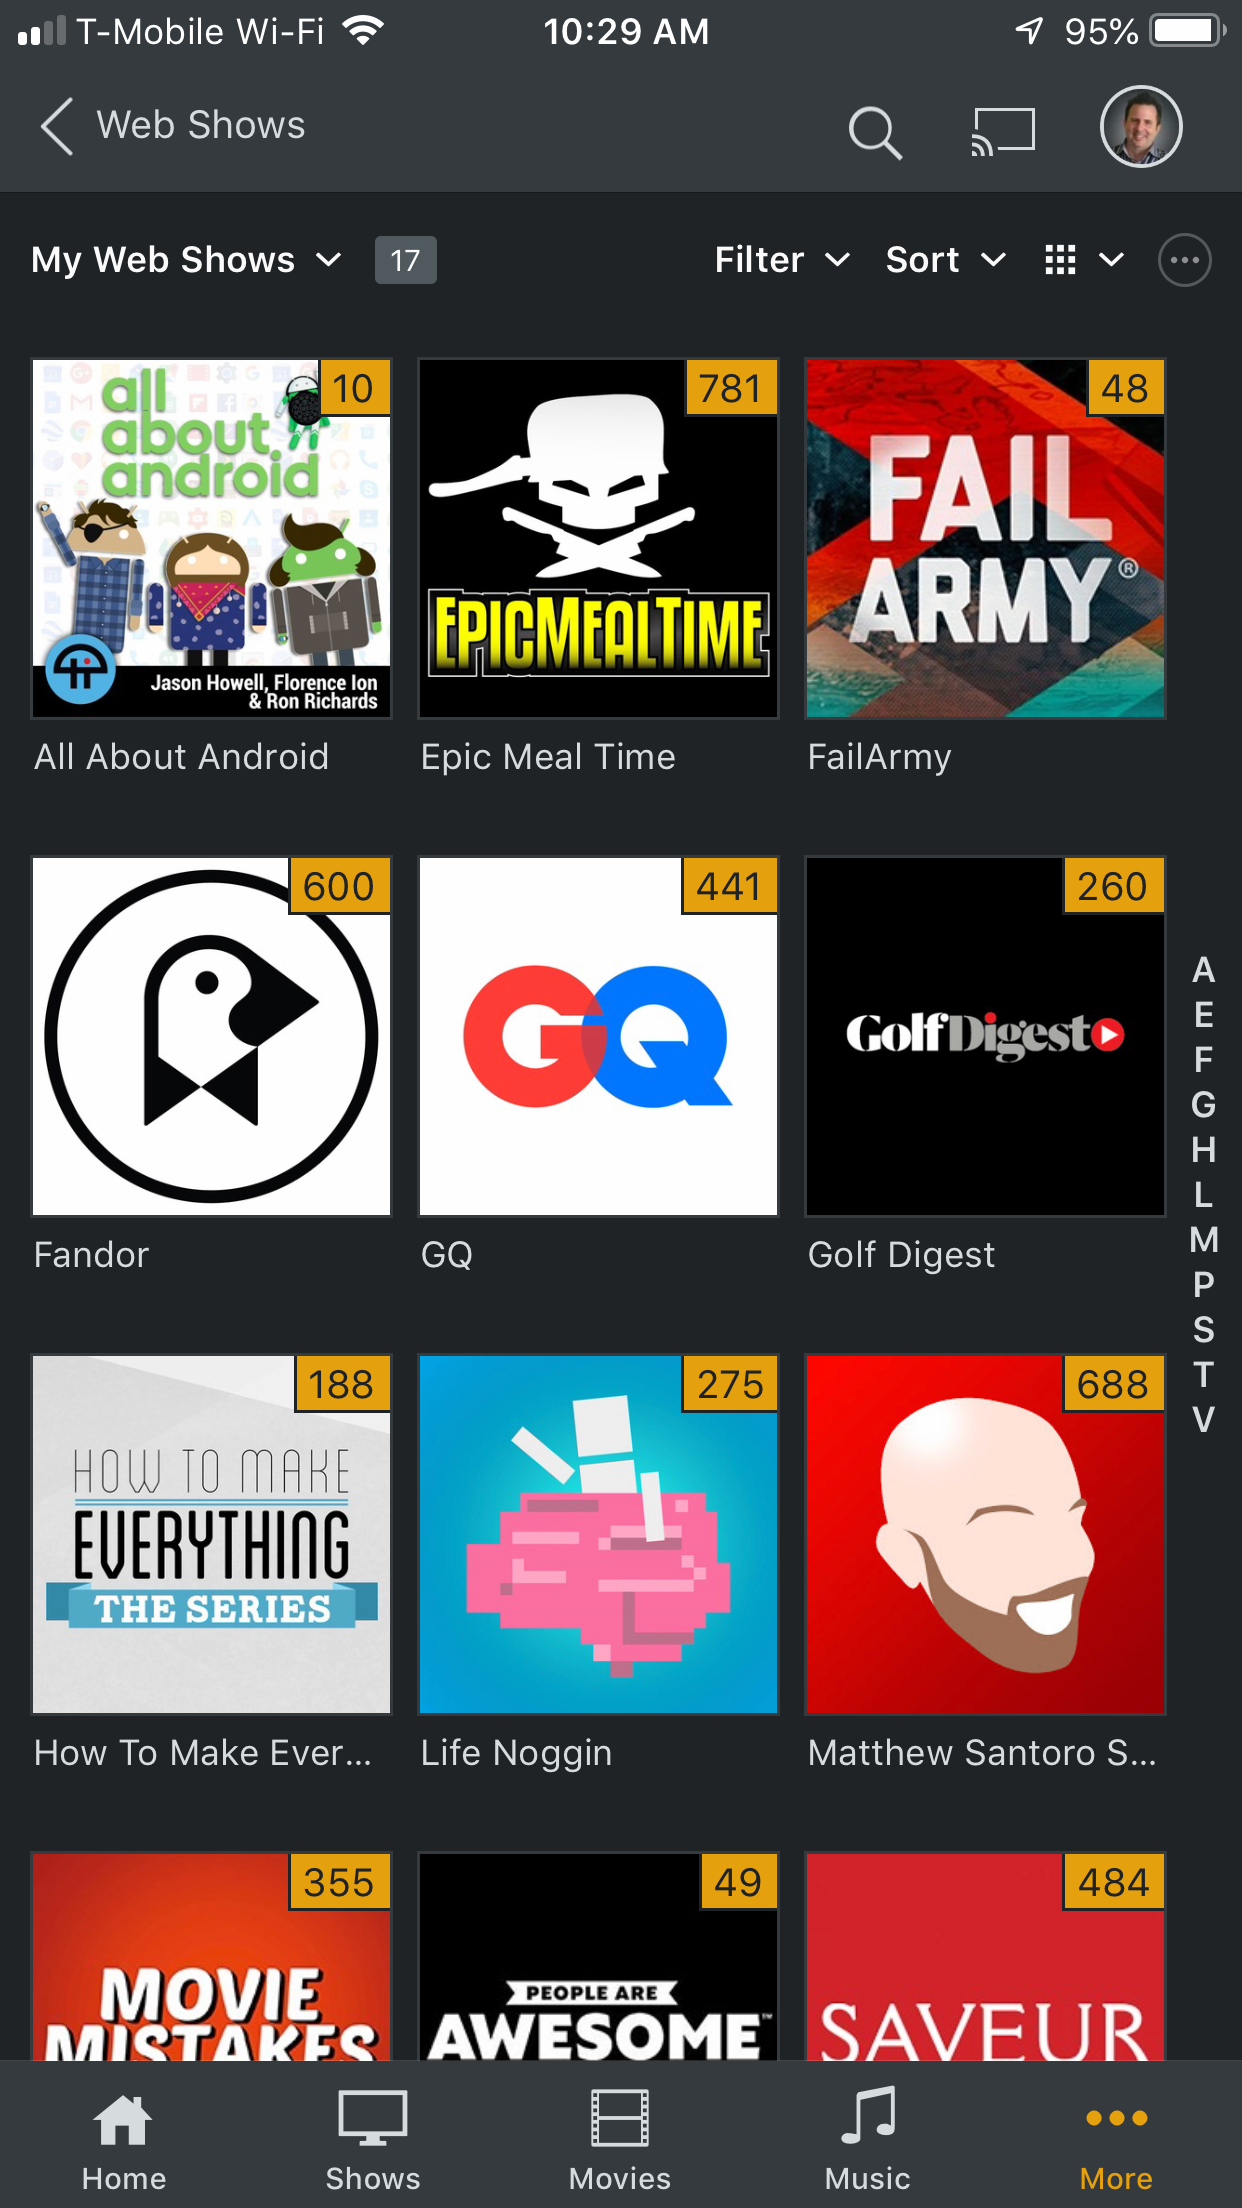 T-Mobile Wi-Fi 10:29 AM 95%
Web Shows
My Web Shows 17 Filter Sort
10
all
about
android
Jason Howell, Florence Ion
& Ron Richards
All About Android
781
EPICMEALTIME
Epic Meal Time
48
FAIL
ARMY®
FailArmy
600
Fandor
441
GQ
GQ
260
GolfDigest
Golf Digest
188
HOW TO MAKE
EVERYTHING
THE SERIES
How To Make Ever...
275
Life Noggin
688
Matthew Santoro S...
355
MOVIE
MISTAKES
49
PEOPLE ARE
AWESOME™
484
SAVEUR
A
E
F
G
H
L
M
P
S
T
V
Home Shows Movies Music More